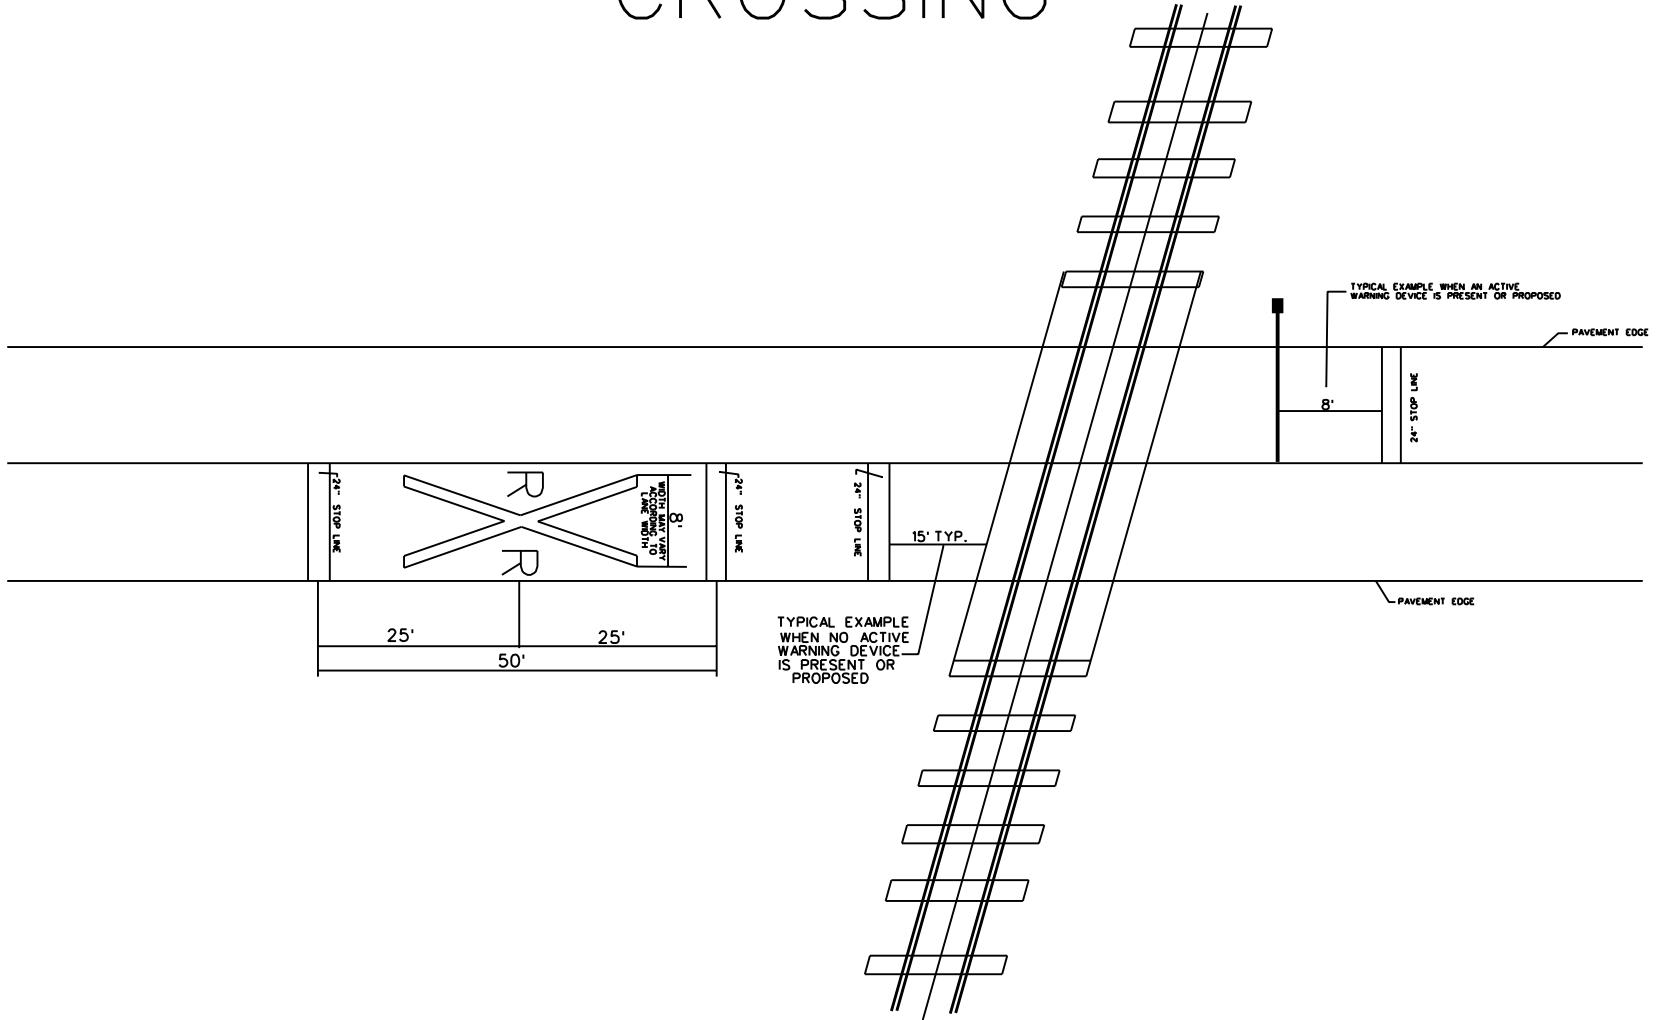 CROSSING
TYPICAL EXAMPLE WHEN AN ACTIVE
WARNING DEVICE IS PRESENT OR PROPOSED
PAVEMENT EDGE
8'
24" STOP LINE
24" STOP LINE
R
R
WIDTH MAY VARY
ACCORDING TO
LANE WIDTH
8'
24" STOP LINE
24" STOP LINE
15' TYP.
PAVEMENT EDGE
TYPICAL EXAMPLE
WHEN NO ACTIVE
WARNING DEVICE
IS PRESENT OR
PROPOSED
25'
25'
50'